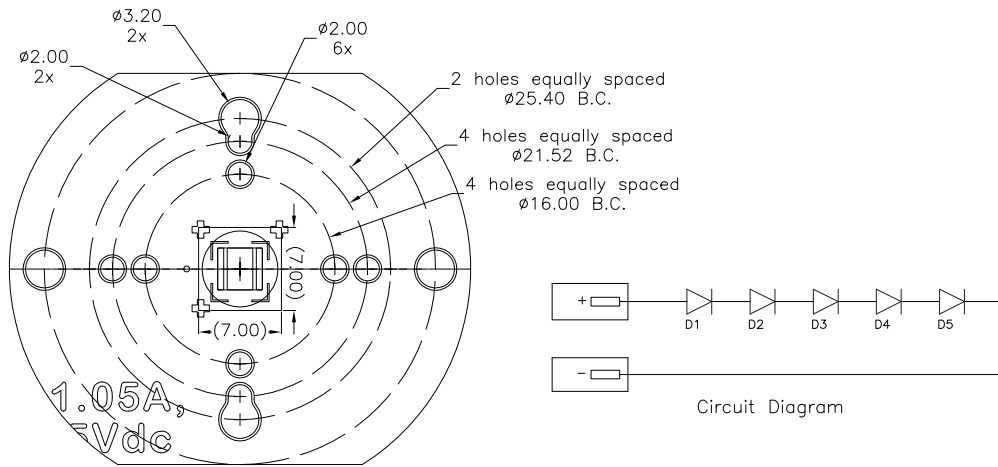 ø3.20
2x
ø2.00
6x
ø2.00
2x
2 holes equally spaced
ø25.40 B.C.
4 holes equally spaced
ø21.52 B.C.
4 holes equally spaced
ø16.00 B.C.
(7.00)
(7.00)
1.05A,
5Vdc
+
D1 D2 D3 D4 D5
-
Circuit Diagram